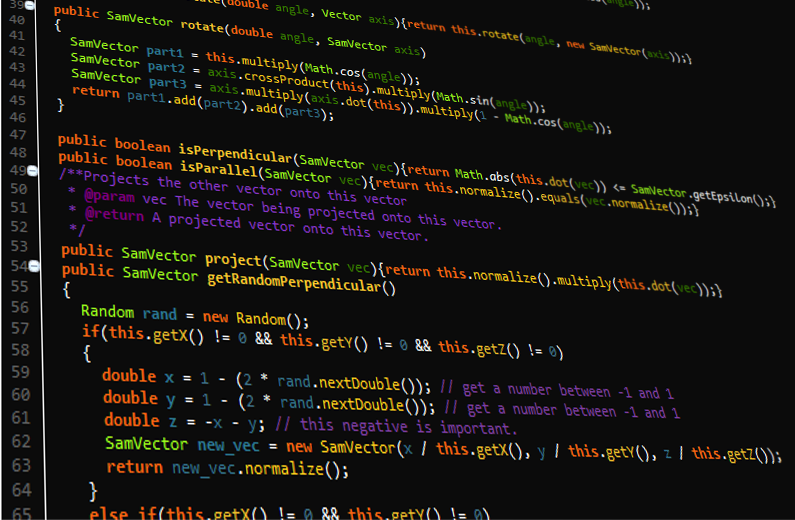 39 (double angle, Vector axis){return this.rotate(angle, new SamVector(axis));}
40 public SamVector rotate(double angle, SamVector axis)
41 {
42 SamVector part1 = this.multiply(Math.cos(angle));
43 SamVector part2 = axis.crossProduct(this).multiply(Math.sin(angle));
44 SamVector part3 = axis.multiply(axis.dot(this)).multiply(1 - Math.cos(angle));
45 return part1.add(part2).add(part3);
46 }
47 public boolean isPerpendicular(SamVector vec){return Math.abs(this.dot(vec)) <= SamVector.getEpsilon();}
48 public boolean isParallel(SamVector vec){return this.normalize().equals(vec.normalize());}
49 /**Projects the other vector onto this vector
50 * @param vec The vector being projected onto this vector.
51 * @return A projected vector onto this vector.
52 */
53 public SamVector project(SamVector vec){return this.normalize().multiply(this.dot(vec));}
54 public SamVector getRandomPerpendicular()
55 {
56 Random rand = new Random();
57 if(this.getX() != 0 && this.getY() != 0 && this.getZ() != 0)
58 {
59 double x = 1 - (2 * rand.nextDouble()); // get a number between -1 and 1
60 double y = 1 - (2 * rand.nextDouble()); // get a number between -1 and 1
61 double z = -x - y; // this negative is important.
62 SamVector new_vec = new SamVector(x / this.getX(), y / this.getY(), z / this.getZ());
63 return new_vec.normalize();
64 }
65 else if(this.getX() != 0 && this.getY() != 0)